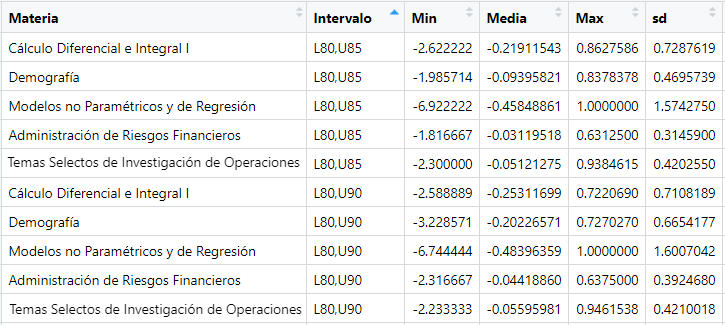 Materia Intervalo Min Media Max sd
Cálculo Diferencial e Integral I L80,U85 -2.622222 -0.21911543 0.8627586 0.7287619
Demografía L80,U85 -1.985714 -0.09395821 0.8378378 0.4695739
Modelos no Paramétricos y de Regresión L80,U85 -6.922222 -0.45848861 1.0000000 1.5742750
Administración de Riesgos Financieros L80,U85 -1.816667 -0.03119518 0.6312500 0.3145900
Temas Selectos de Investigación de Operaciones L80,U85 -2.300000 -0.05121275 0.9384615 0.4202550
Cálculo Diferencial e Integral I L80,U90 -2.588889 -0.25311699 0.7220690 0.7108189
Demografía L80,U90 -3.228571 -0.20226571 0.7270270 0.6654177
Modelos no Paramétricos y de Regresión L80,U90 -6.744444 -0.48396359 1.0000000 1.6007042
Administración de Riesgos Financieros L80,U90 -2.316667 -0.04418860 0.6375000 0.3924680
Temas Selectos de Investigación de Operaciones L80,U90 -2.233333 -0.05595981 0.9461538 0.4210018